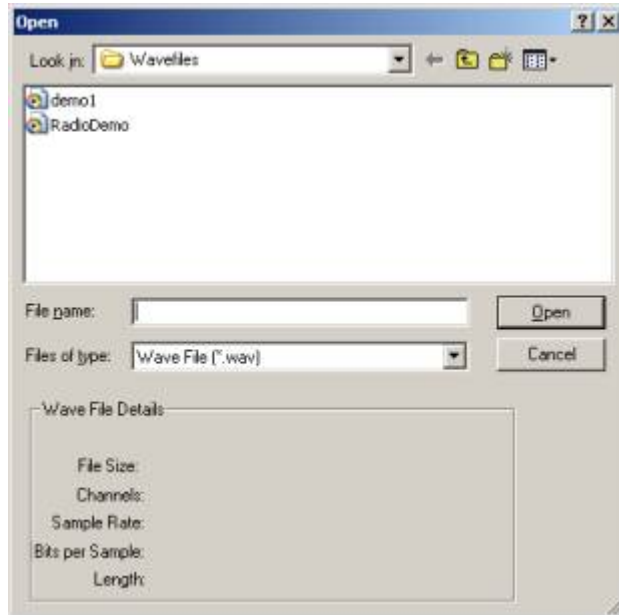 Open
Look in: Wavefiles
demo1
RadioDemo
File name:
Open
Files of type: Wave File (*.wav)
Cancel
Wave File Details
File Size:
Channels:
Sample Rate:
Bits per Sample:
Length: